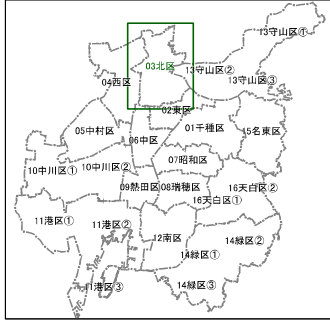 13守山区①
03北区
13守山区②
13守山区③
04西区
02東区
05中村区
01千種区
15名東区
06中区
07昭和区
10中川区①
10中川区②
09熱田区
08瑞穂区
16天白区②
16天白区①
11港区①
11港区②
12南区
14緑区②
14緑区①
11港区③
14緑区③